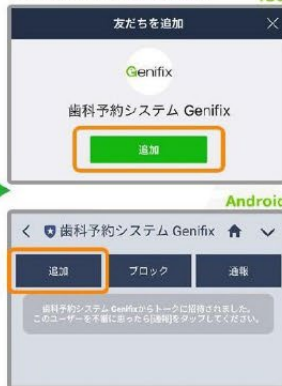 友だちを追加
Genifix
歯科予約システム Genifix
追加
Android
歯科予約システム Genifix
追加
ブロック
通報
歯科予約システム Genifixからトークに招待されました。
このユーザーを不審に思ったら[通報]をタップしてください。